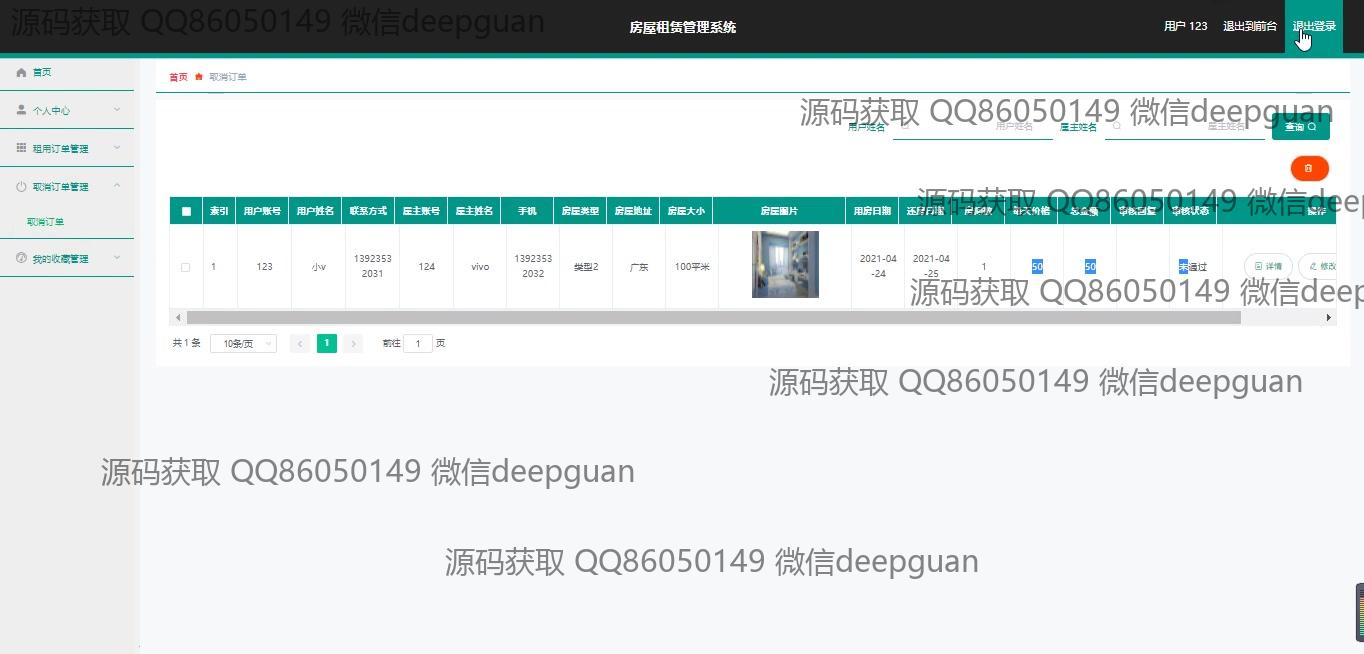 源码获取 QQ86050149 微信deepguan
房屋租赁管理系统
用户 123 退出到前台 退出登录
首页
个人中心
租用订单管理
取消订单管理
取消订单
我的收藏管理
首页 取消订单
源码获取 QQ86050149 微信deepguan
用户姓名 用户姓名 屋主姓名 屋主姓名 查询
源码获取 QQ86050149 微信deep
索引 用户账号 用户姓名 联系方式 屋主账号 屋主姓名 手机 房屋类型 房屋地址 房屋大小 房屋图片 用房日期 还房日期 每天价格 总金额 审核回复 审核状态 操作
1 123 小v 1392353 2031 124 vivo 1392353 2032 类型2 广东 100平米 2021-04 -24 2021-04 -25 1 50 50 未通过 详情 修改
源码获取 QQ86050149 微信deep
共 1 条 10条/页 1 前往 1 页
源码获取 QQ86050149 微信deepguan
源码获取 QQ86050149 微信deepguan
源码获取 QQ86050149 微信deepguan